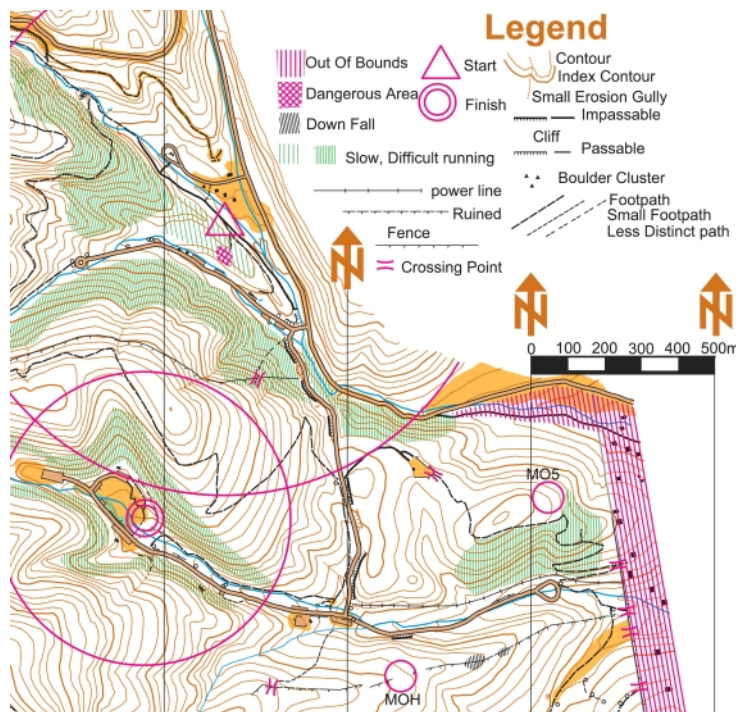 Legend
Out Of Bounds
Start
Contour
Index Contour
Dangerous Area
Finish
Small Erosion Gully
Impassable
Down Fall
Cliff
Passable
Slow, Difficult running
Boulder Cluster
power line
Footpath
Ruined
Small Footpath
Less Distinct path
Fence
Crossing Point
N
N
N
0 100 200 300 500m
MO5
MOH